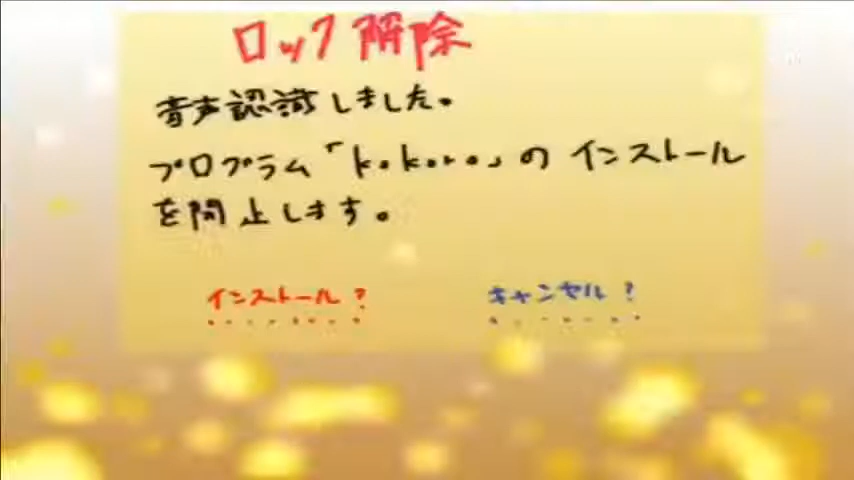 ロック解除
音声認識しました。
プログラム「kokoro」の インストール
を開止します。
インストール?
キャンセル?